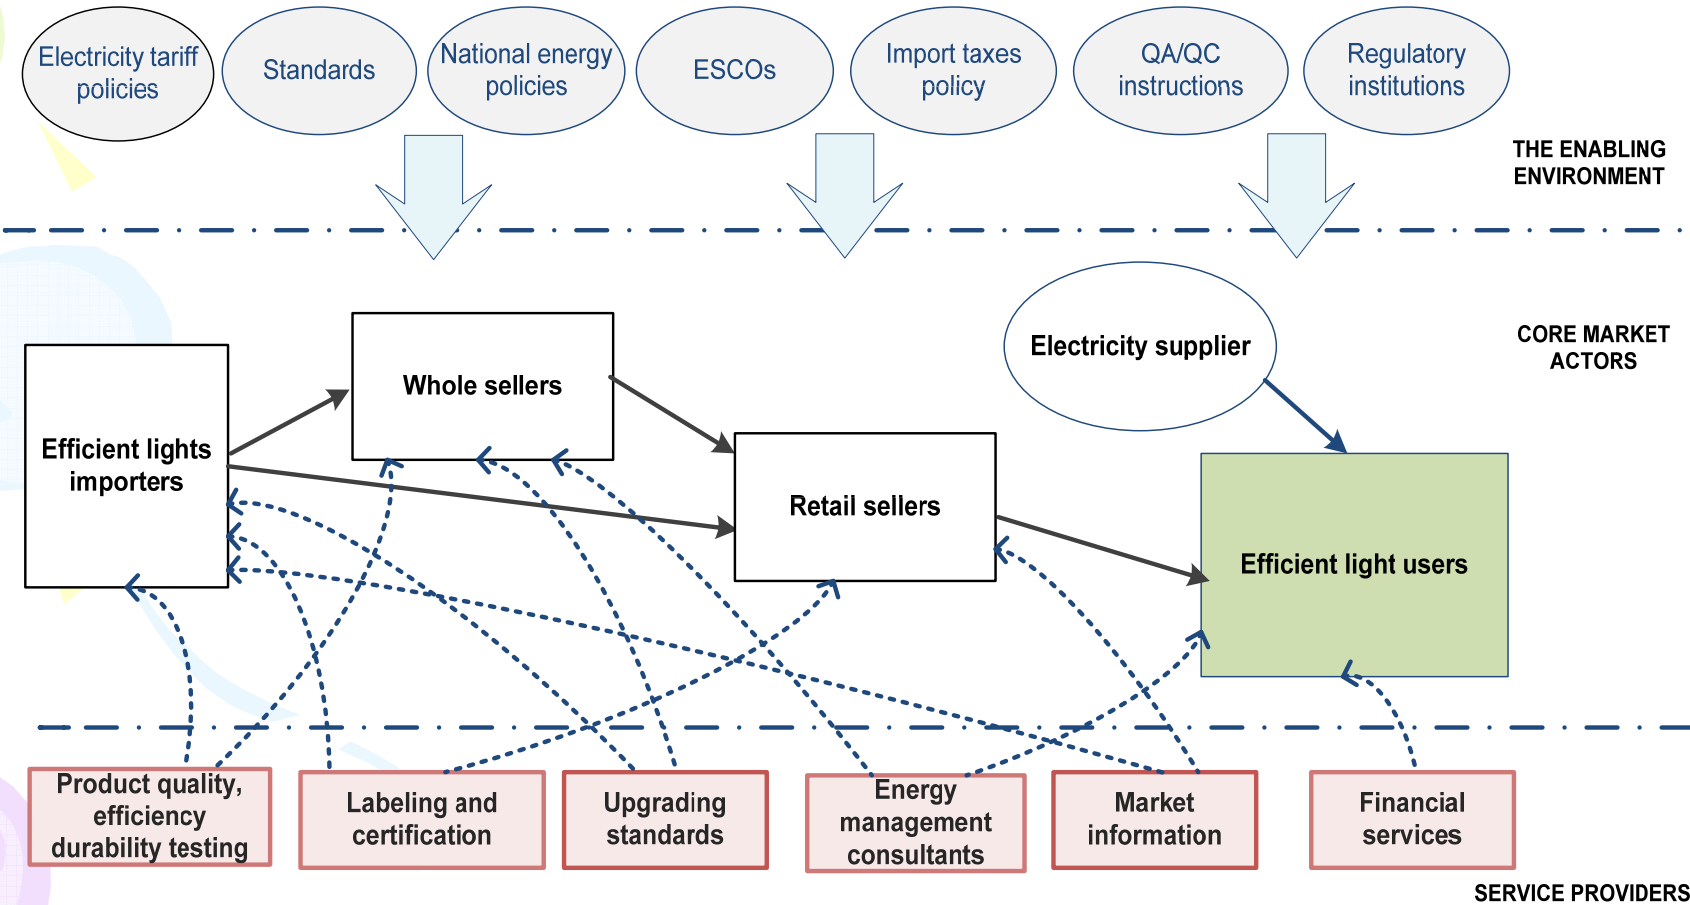 Electricity tariff
policies
Standards
National energy
policies
ESCOs
Import taxes
policy
QA/QC
instructions
Regulatory
institutions
THE ENABLING
ENVIRONMENT
Electricity supplier
CORE MARKET
ACTORS
Whole sellers
Efficient lights
importers
Retail sellers
Efficient light users
Product quality,
efficiency
durability testing
Labeling and
certification
Upgrading
standards
Energy
management
consultants
Market
information
Financial
services
SERVICE PROVIDERS